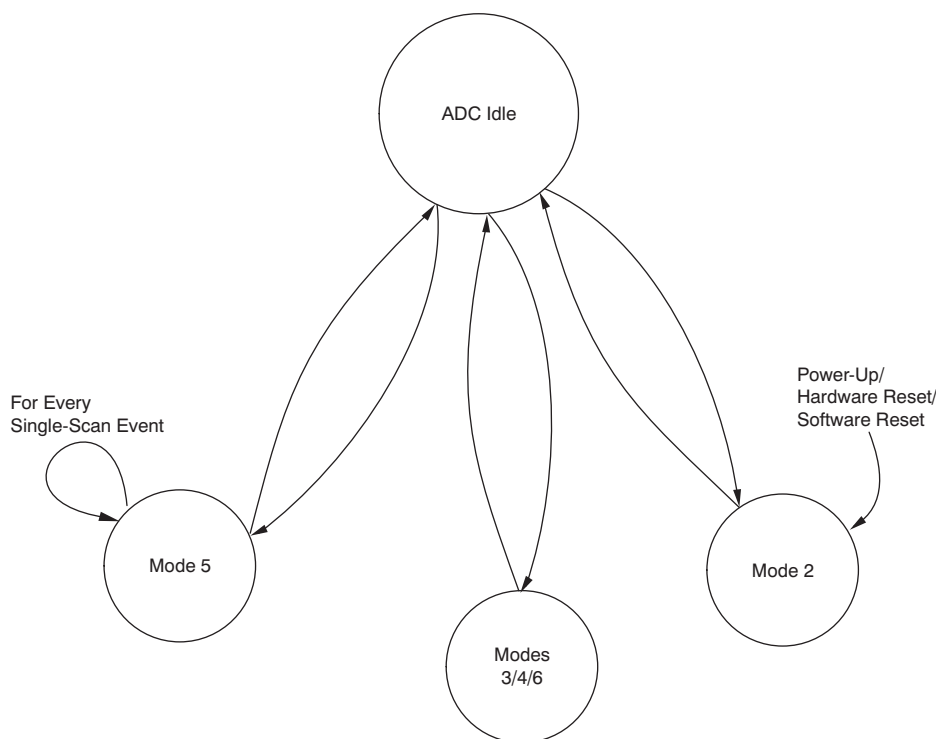 ADC Idle
For Every
Single-Scan Event
Power-Up/
Hardware Reset/
Software Reset
Mode 5
Mode 2
Modes
3/4/6